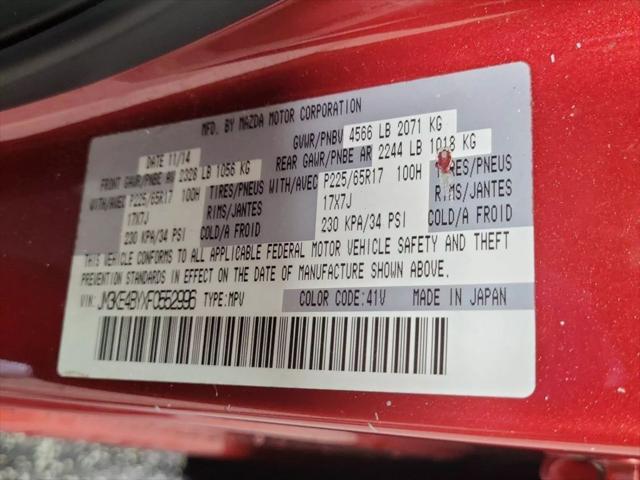 MFD. BY MAZDA MOTOR CORPORATION
DATE 11/14 GVWR/PNBV 4566 LB 2071 KG
FRONT GAWR/PNBE AV 2328 LB 1056 KG REAR GAWR/PNBE AR 2244 LB 1018 KG
WITH/AVEC P225/65R17 100H TIRES/PNEUS WITH/AVEC P225/65R17 100H TIRES/PNEUS
17X7J RIMS/JANTES 17X7J RIMS/JANTES
230 KPA/34 PSI COLD/A FROID 230 KPA/34 PSI COLD/A FROID
THIS VEHICLE CONFORMS TO ALL APPLICABLE FEDERAL MOTOR VEHICLE SAFETY AND THEFT
PREVENTION STANDARDS IN EFFECT ON THE DATE OF MANUFACTURE SHOWN ABOVE.
VIN: JM3KE4BYXF0552996 TYPE:MPV COLOR CODE:41V MADE IN JAPAN